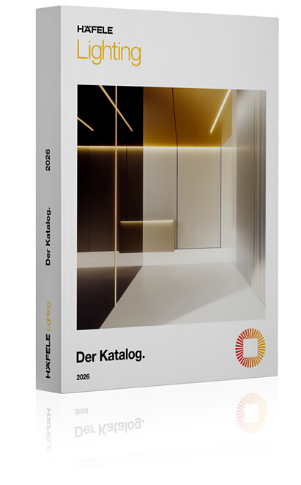 HÄFELE
Lighting
Der Katalog.
2026
HÄFELE Lighting
Der Katalog.
2026